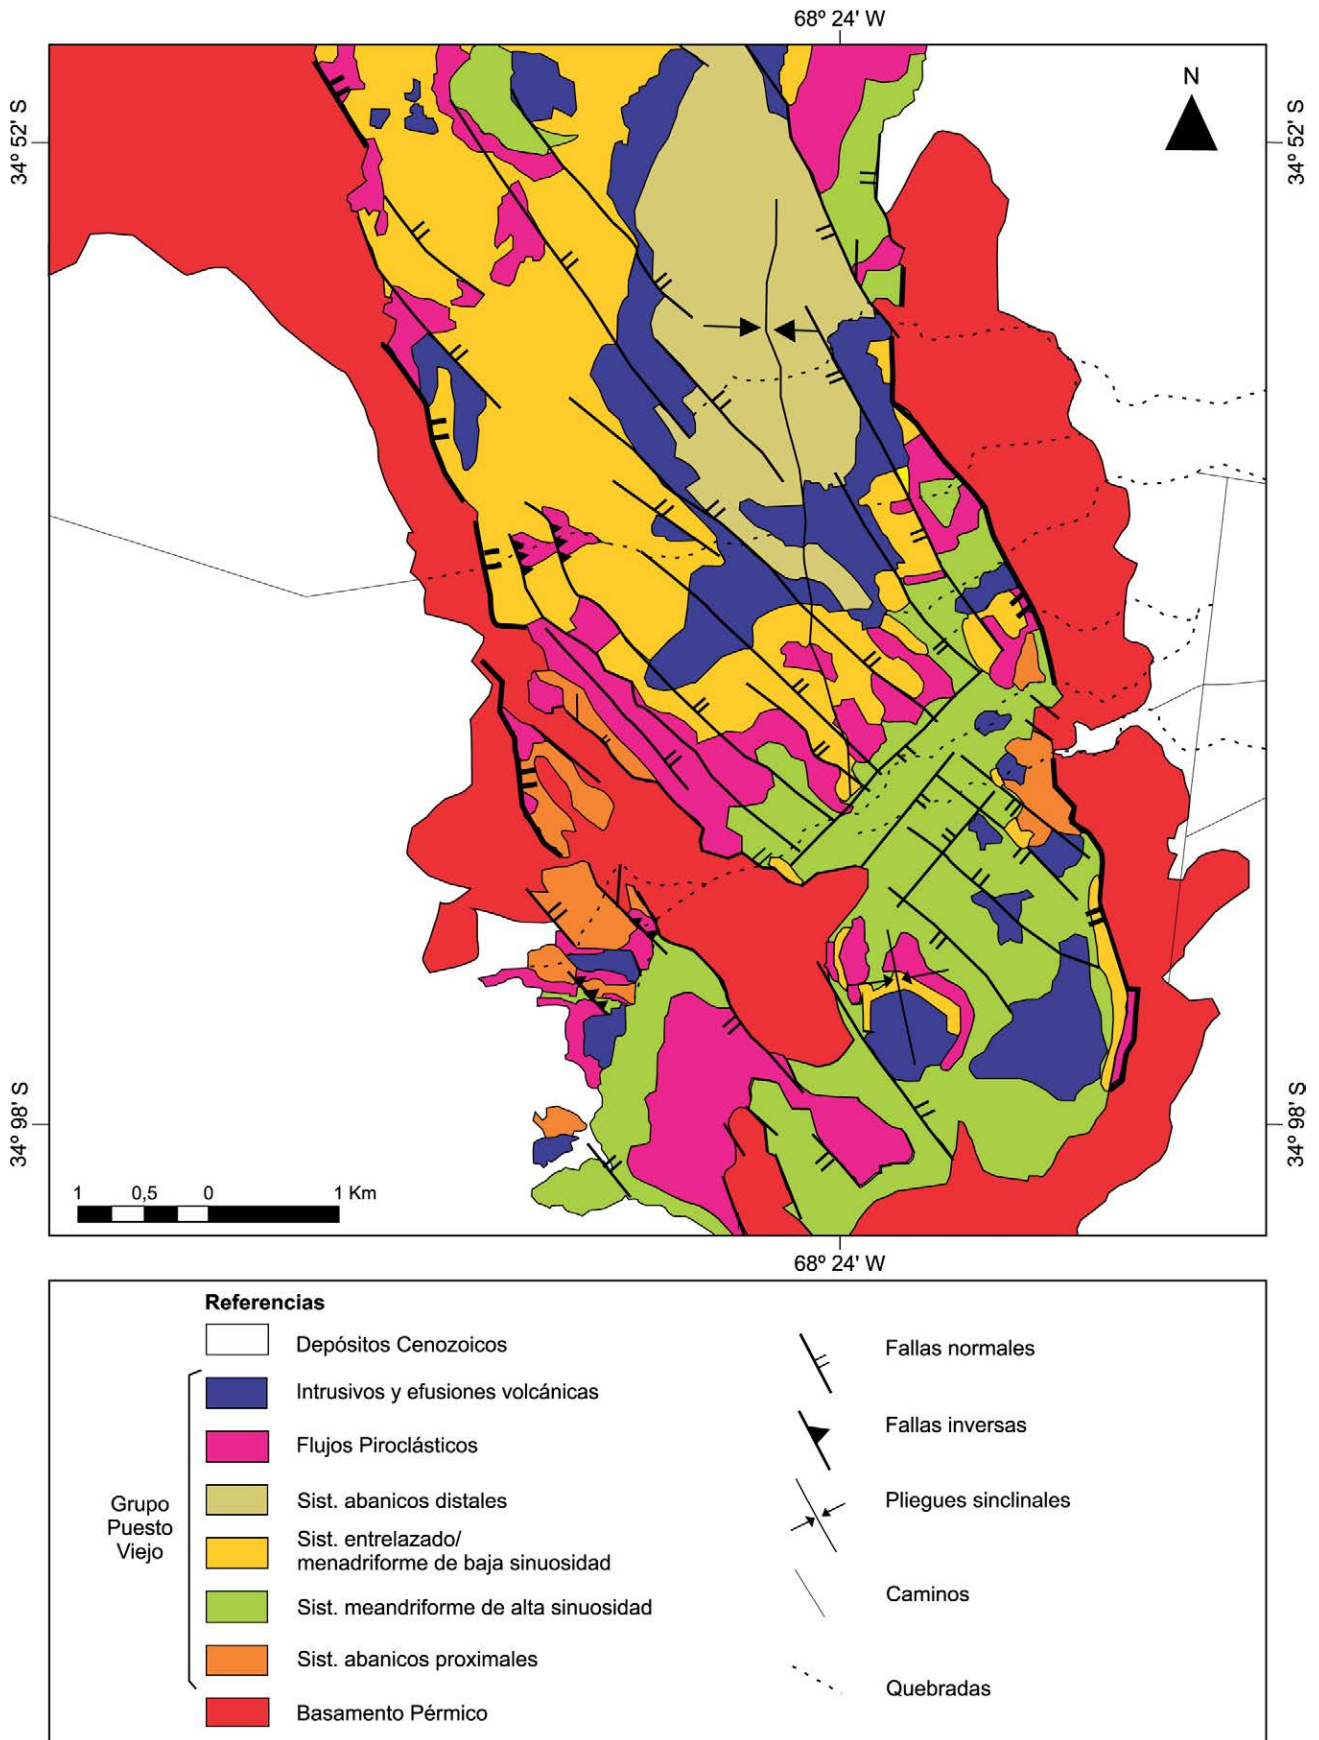 68º 24' W
N
34º 52' S
34º 52' S
34º 98' S
34º 98' S
1 0,5 0 1 Km
68º 24' W
Referencias
Depósitos Cenozoicos
Intrusivos y efusiones volcánicas
Flujos Piroclásticos
Sist. abanicos distales
Sist. entrelazado/
menadriforme de baja sinuosidad
Sist. meandriforme de alta sinuosidad
Sist. abanicos proximales
Basamento Pérmico
Grupo
Puesto
Viejo
Fallas normales
Fallas inversas
Pliegues sinclinales
Caminos
Quebradas